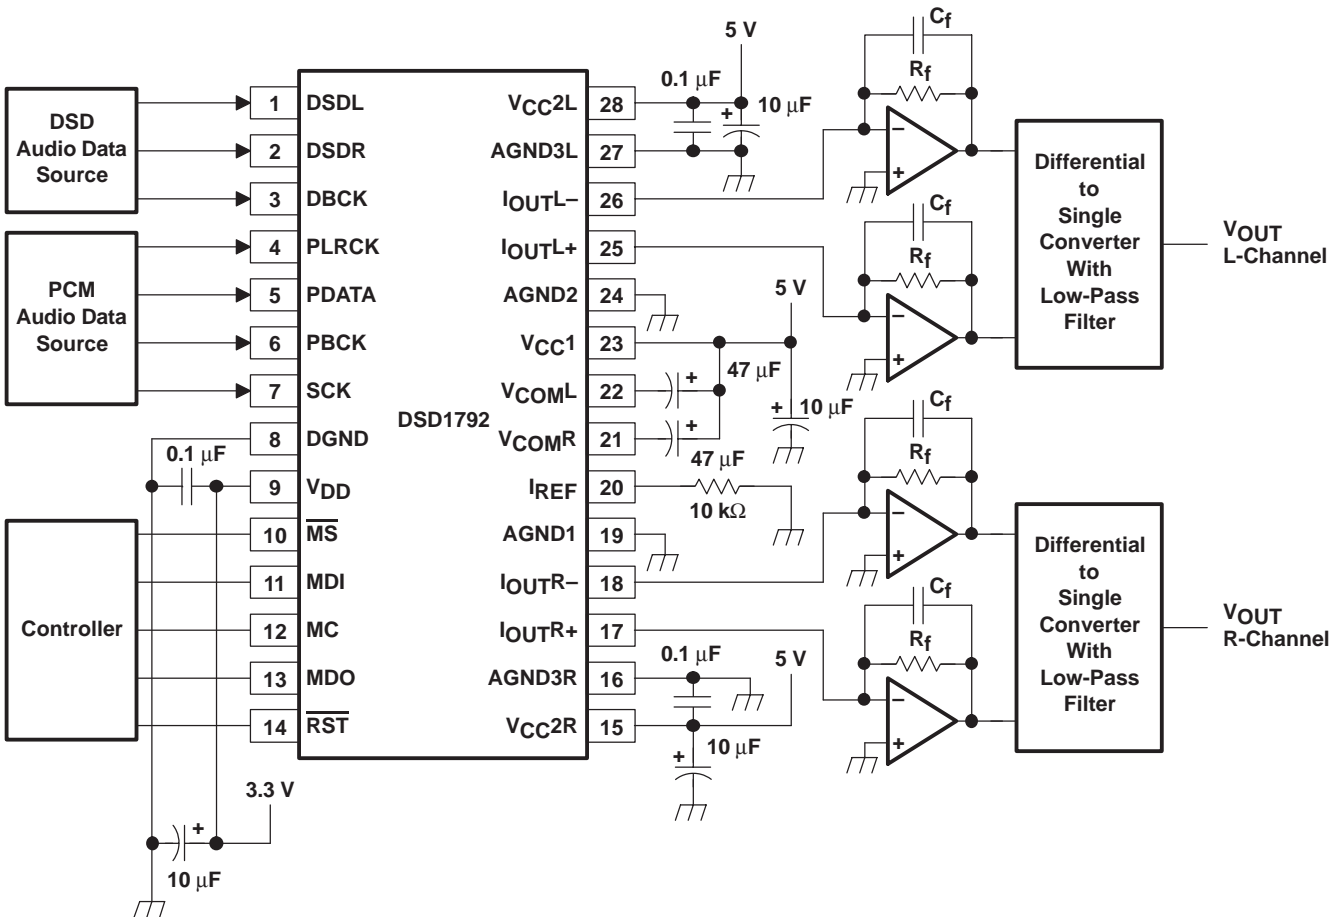 DSD
Audio Data
Source
PCM
Audio Data
Source
Controller
1 DSDL
2 DSDR
3 DBCK
4 PLRCK
5 PDATA
6 PBCK
7 SCK
8 DGND
9 VDD
10 MS
11 MDI
12 MC
13 MDO
14 RST
0.1 µF
3.3 V
+
10 µF
DSD1792
VCC2L 28
AGND3L 27
IOUTL– 26
IOUTL+ 25
AGND2 24
VCC1 23
VCOML 22
VCOMR 21
IREF 20
AGND1 19
IOUTR– 18
IOUTR+ 17
AGND3R 16
VCC2R 15
5 V
0.1 µF
+ 10 µF
5 V
+
47 µF
+
47 µF
+ 10 µF
10 kΩ
0.1 µF
5 V
10 µF
+
Cf
Rf
–
+
Cf
Rf
–
+
Cf
Rf
–
+
Cf
Rf
–
+
Differential
to
Single
Converter
With
Low-Pass
Filter
VOUT
L-Channel
Differential
to
Single
Converter
With
Low-Pass
Filter
VOUT
R-Channel